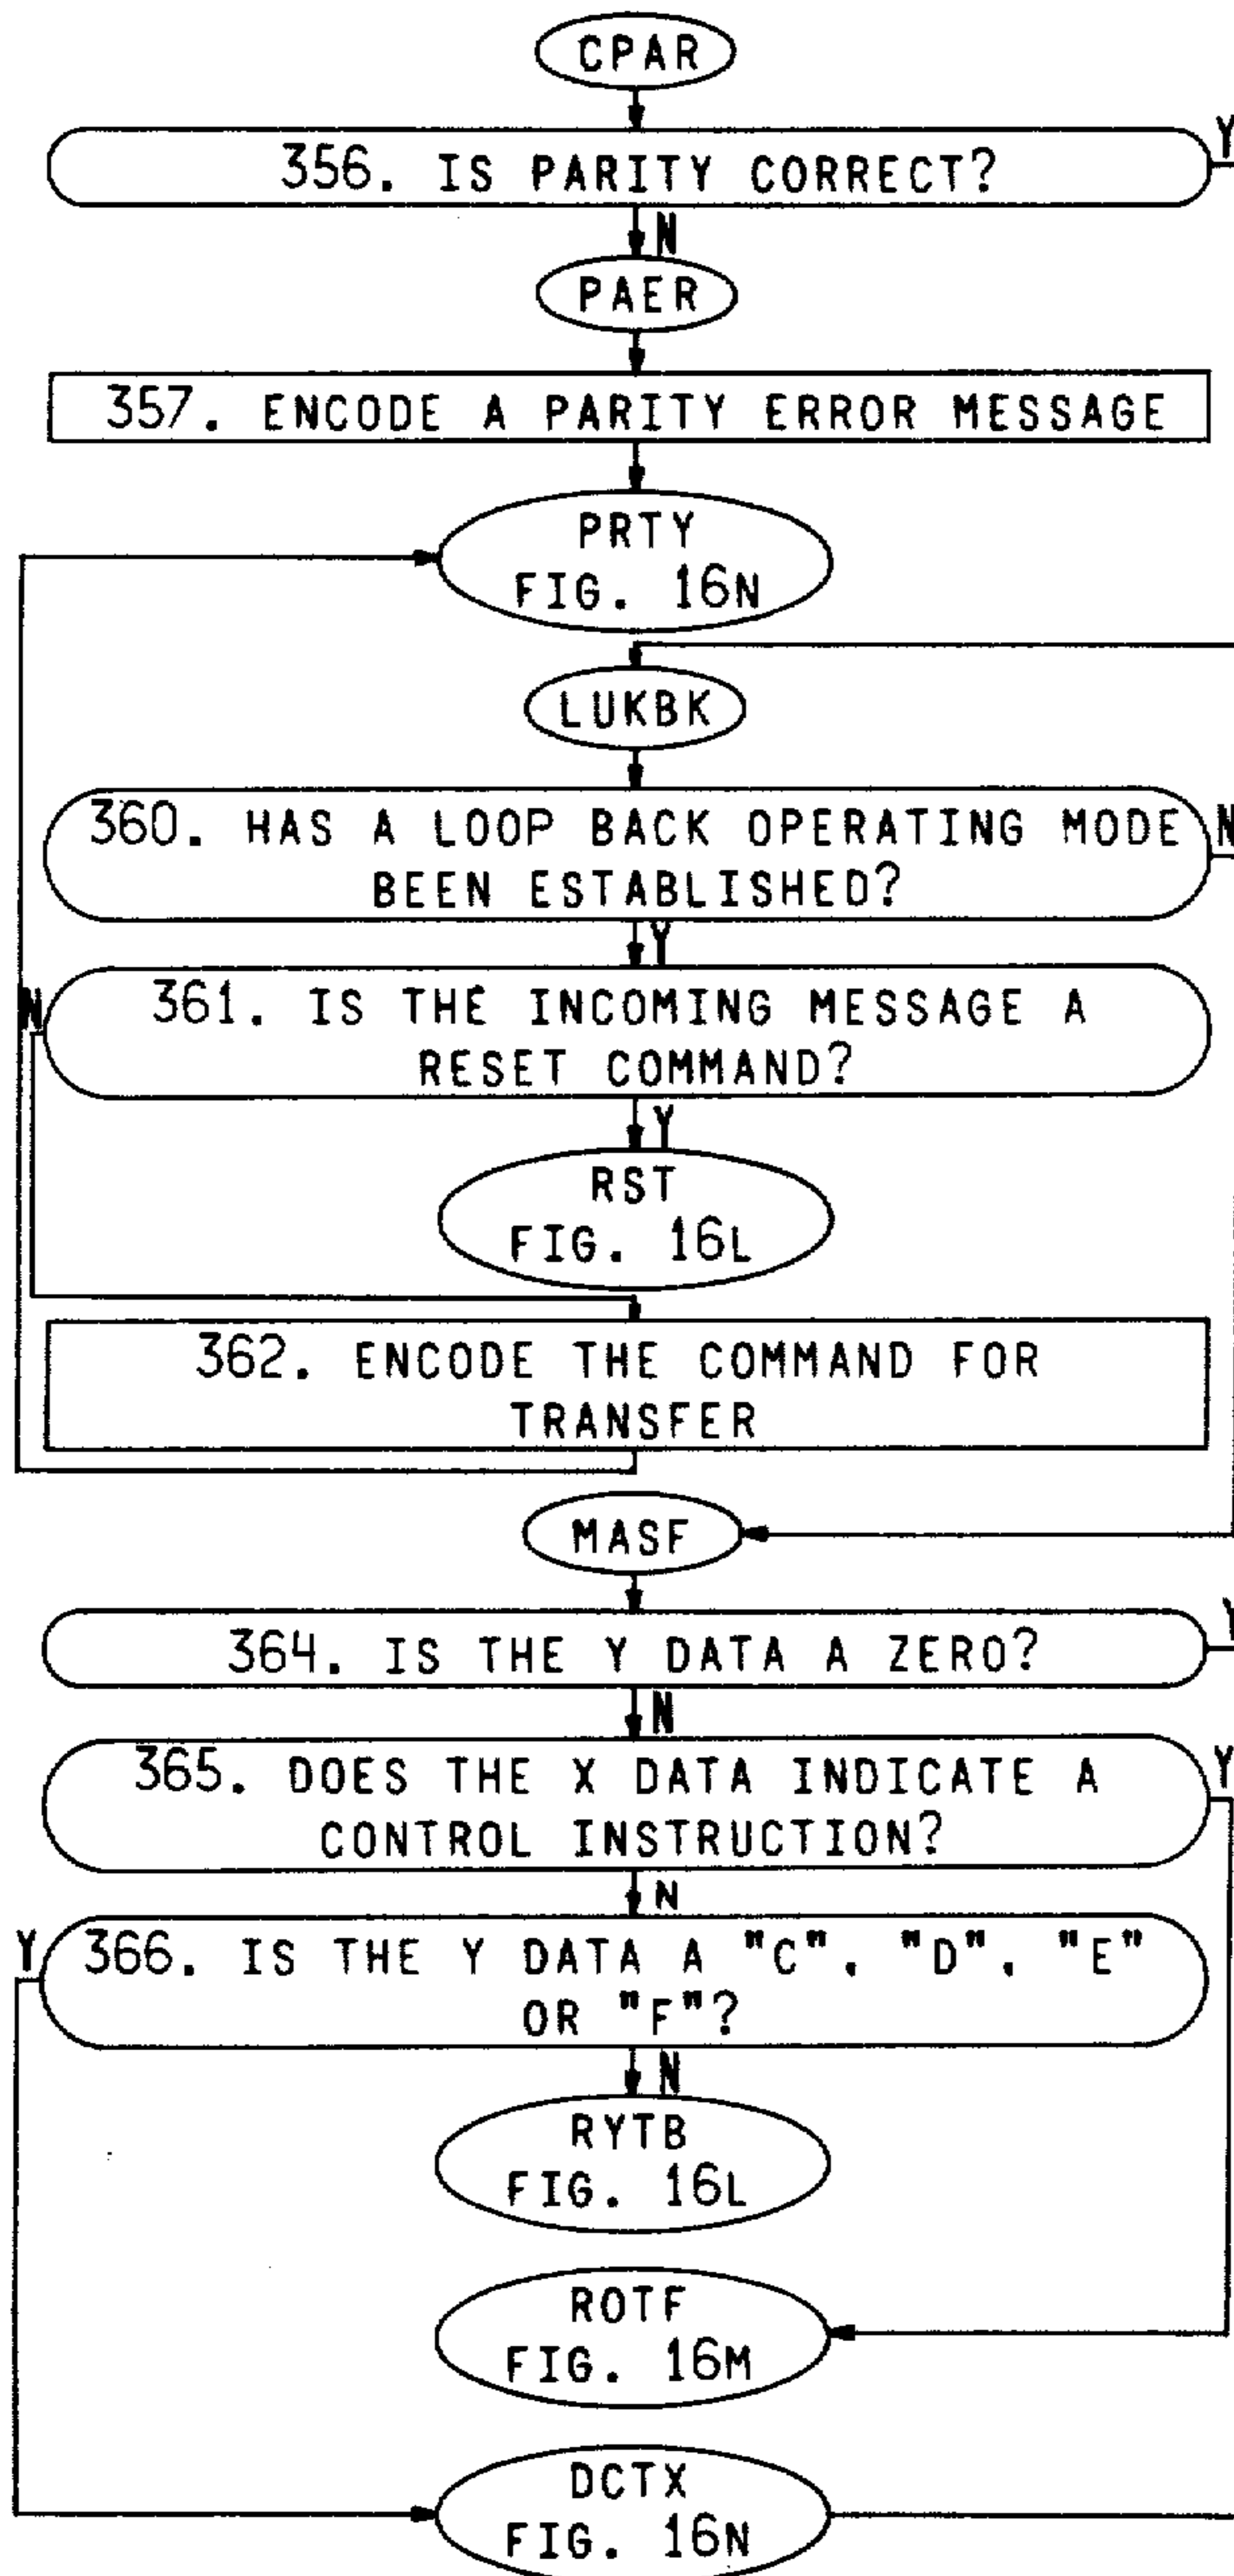 CPAR
356. IS PARITY CORRECT?
Y
N
PAER
357. ENCODE A PARITY ERROR MESSAGE
PRTY
FIG. 16N
LUKBK
360. HAS A LOOP BACK OPERATING MODE
BEEN ESTABLISHED?
N
Y
N
361. IS THE INCOMING MESSAGE A
RESET COMMAND?
Y
RST
FIG. 16L
362. ENCODE THE COMMAND FOR
TRANSFER
MASF
364. IS THE Y DATA A ZERO?
Y
N
365. DOES THE X DATA INDICATE A
CONTROL INSTRUCTION?
Y
N
Y
366. IS THE Y DATA A "C", "D", "E"
OR "F"?
N
RYTB
FIG. 16L
ROTF
FIG. 16M
DCTX
FIG. 16N